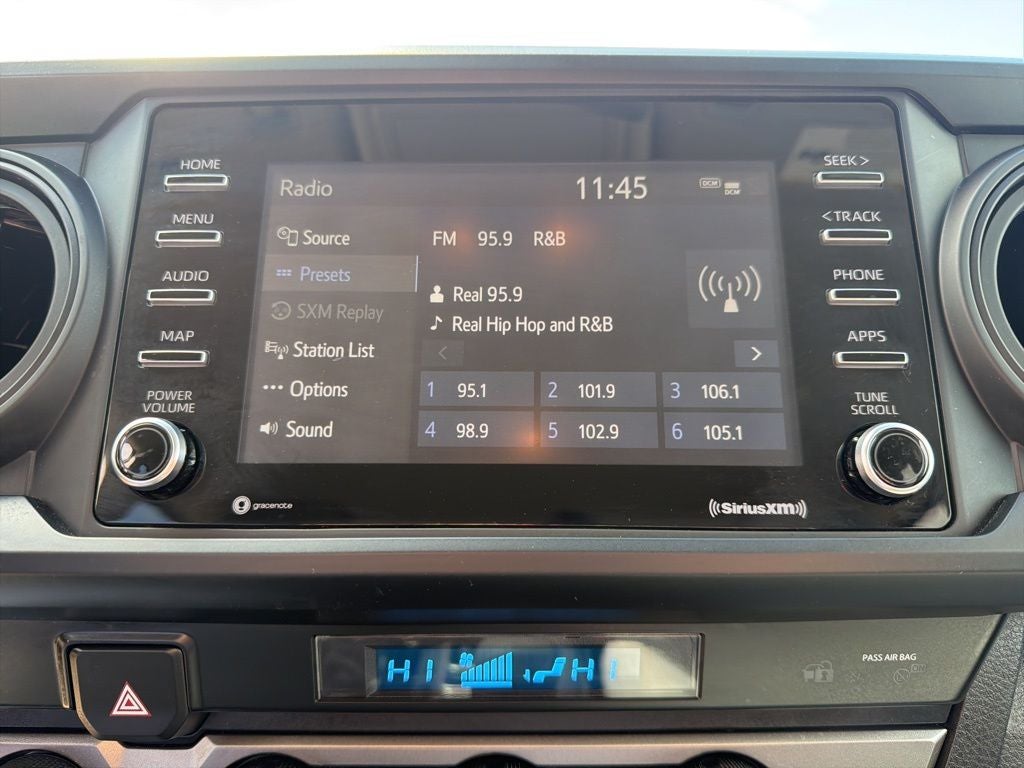 HOME
MENU
AUDIO
MAP
POWER
VOLUME
Radio
11:45
DCM
DCM
Source
Presets
SXM Replay
Station List
Options
Sound
FM 95.9 R&B
Real 95.9
Real Hip Hop and R&B
< >
1 95.1 2 101.9 3 106.1
4 98.9 5 102.9 6 105.1
SEEK >
< TRACK
PHONE
APPS
TUNE
SCROLL
gracenote
((SiriusXM))
HI HI
PASS AIR BAG
ON